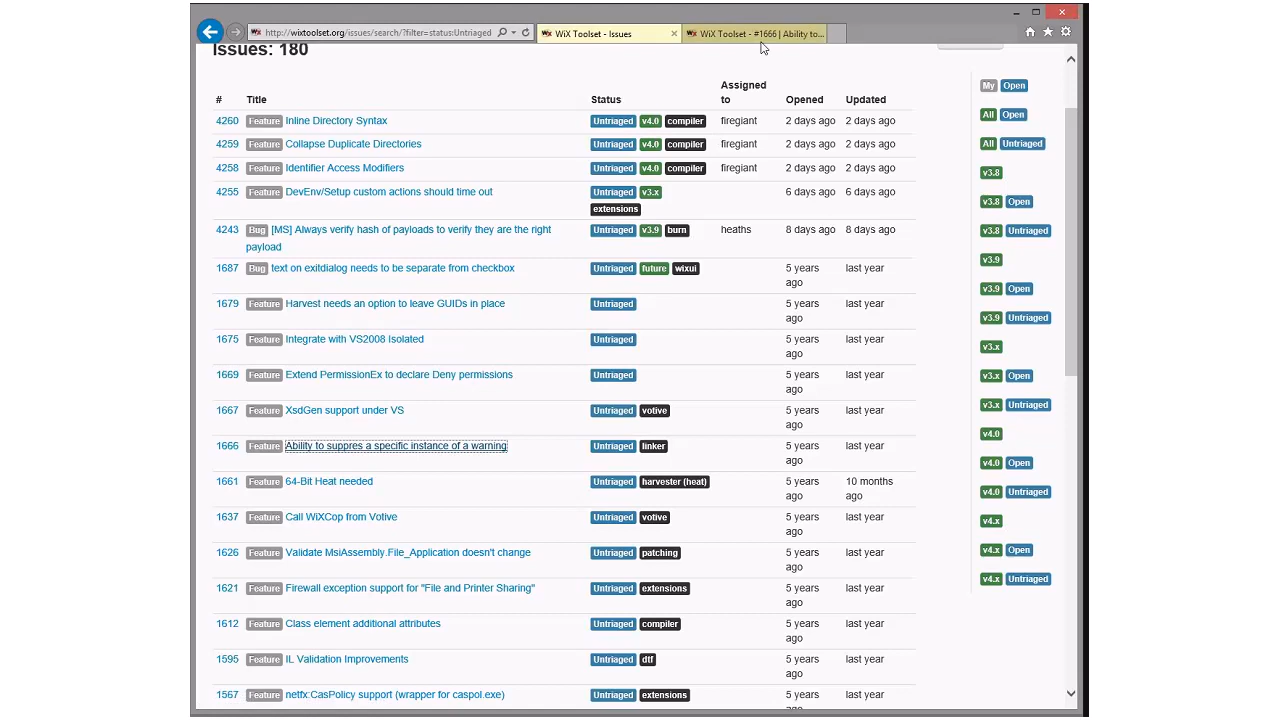 http://wixtoolset.org/issues/search/?filter=status:Untriaged
WiX Toolset - Issues
WiX Toolset - #1666 | Ability to...
Issues: 180
# Title Status Assigned to Opened Updated
4260 Feature Inline Directory Syntax Untriaged v4.0 compiler firegiant 2 days ago 2 days ago
4259 Feature Collapse Duplicate Directories Untriaged v4.0 compiler firegiant 2 days ago 2 days ago
4258 Feature Identifier Access Modifiers Untriaged v4.0 compiler firegiant 2 days ago 2 days ago
4255 Feature DevEnv/Setup custom actions should time out Untriaged v3.x 6 days ago 6 days ago
extensions
4243 Bug [MS] Always verify hash of payloads to verify they are the right Untriaged v3.9 burn heaths 8 days ago 8 days ago
payload
1687 Bug text on exitdialog needs to be separate from checkbox Untriaged future wixui 5 years last year
ago
1679 Feature Harvest needs an option to leave GUIDs in place Untriaged 5 years last year
ago
1675 Feature Integrate with VS2008 Isolated Untriaged 5 years last year
ago
1669 Feature Extend PermissionEx to declare Deny permissions Untriaged 5 years last year
ago
1667 Feature XsdGen support under VS Untriaged votive 5 years last year
ago
1666 Feature Ability to suppres a specific instance of a warning Untriaged linker 5 years last year
ago
1661 Feature 64-Bit Heat needed Untriaged harvester (heat) 5 years 10 months
ago ago
1637 Feature Call WiXCop from Votive Untriaged votive 5 years last year
ago
1626 Feature Validate MsiAssembly.File_Application doesn't change Untriaged patching 5 years last year
ago
1621 Feature Firewall exception support for "File and Printer Sharing" Untriaged extensions 5 years last year
ago
1612 Feature Class element additional attributes Untriaged compiler 5 years last year
ago
1595 Feature IL Validation Improvements Untriaged dtf 5 years last year
ago
1567 Feature netfx:CasPolicy support (wrapper for caspol.exe) Untriaged extensions 5 years last year
ago
My Open
All Open
All Untriaged
v3.8
v3.8 Open
v3.8 Untriaged
v3.9
v3.9 Open
v3.9 Untriaged
v3.x
v3.x Open
v3.x Untriaged
v4.0
v4.0 Open
v4.0 Untriaged
v4.x
v4.x Open
v4.x Untriaged